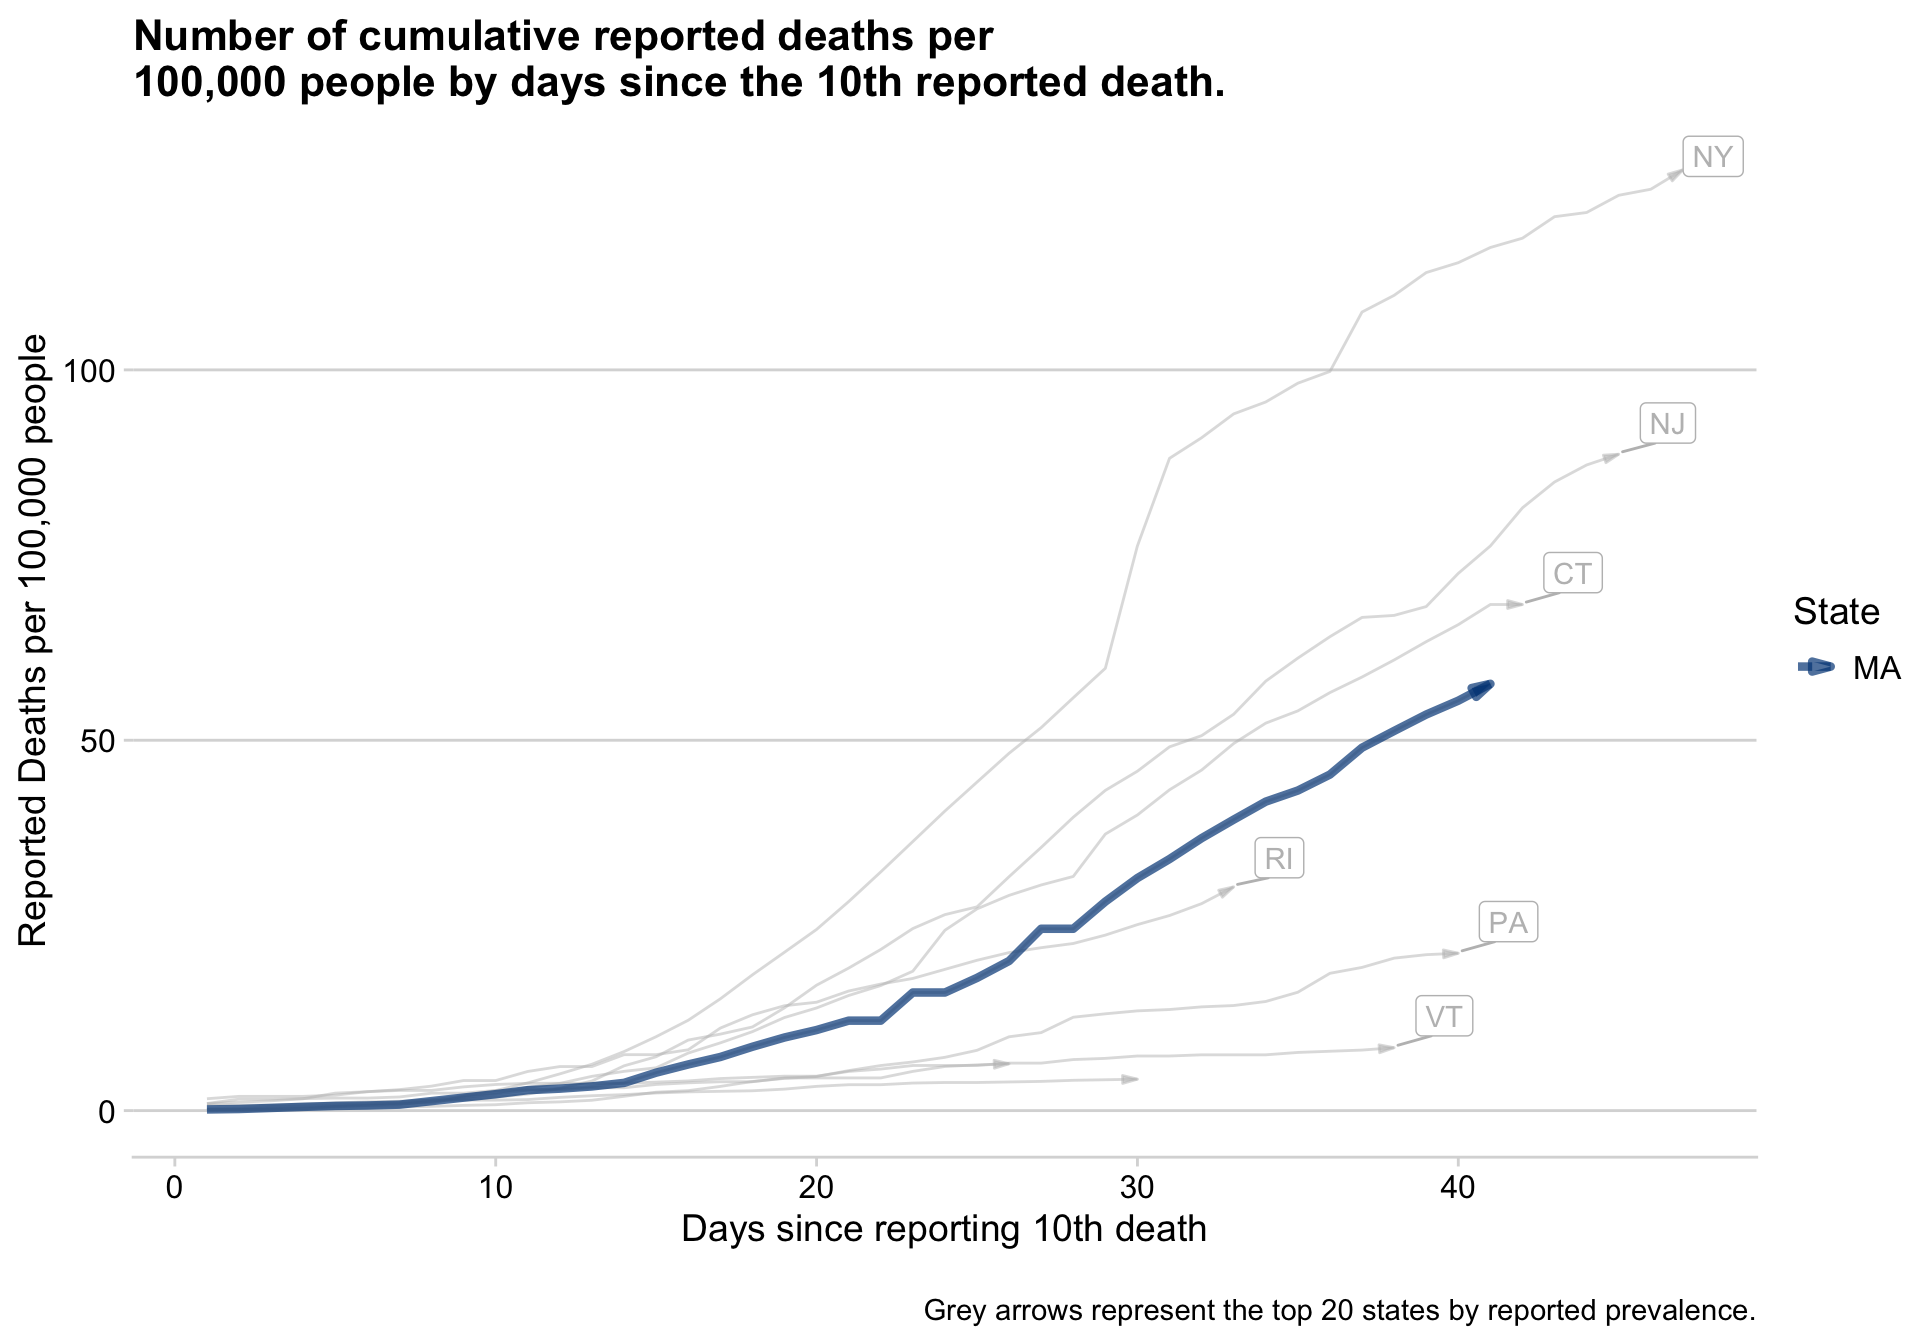 Number of cumulative reported deaths per
100,000 people by days since the 10th reported death.
Reported Deaths per 100,000 people
100
50
0
NY
NJ
CT
RI
PA
VT
State
MA
0 10 20 30 40
Days since reporting 10th death
Grey arrows represent the top 20 states by reported prevalence.